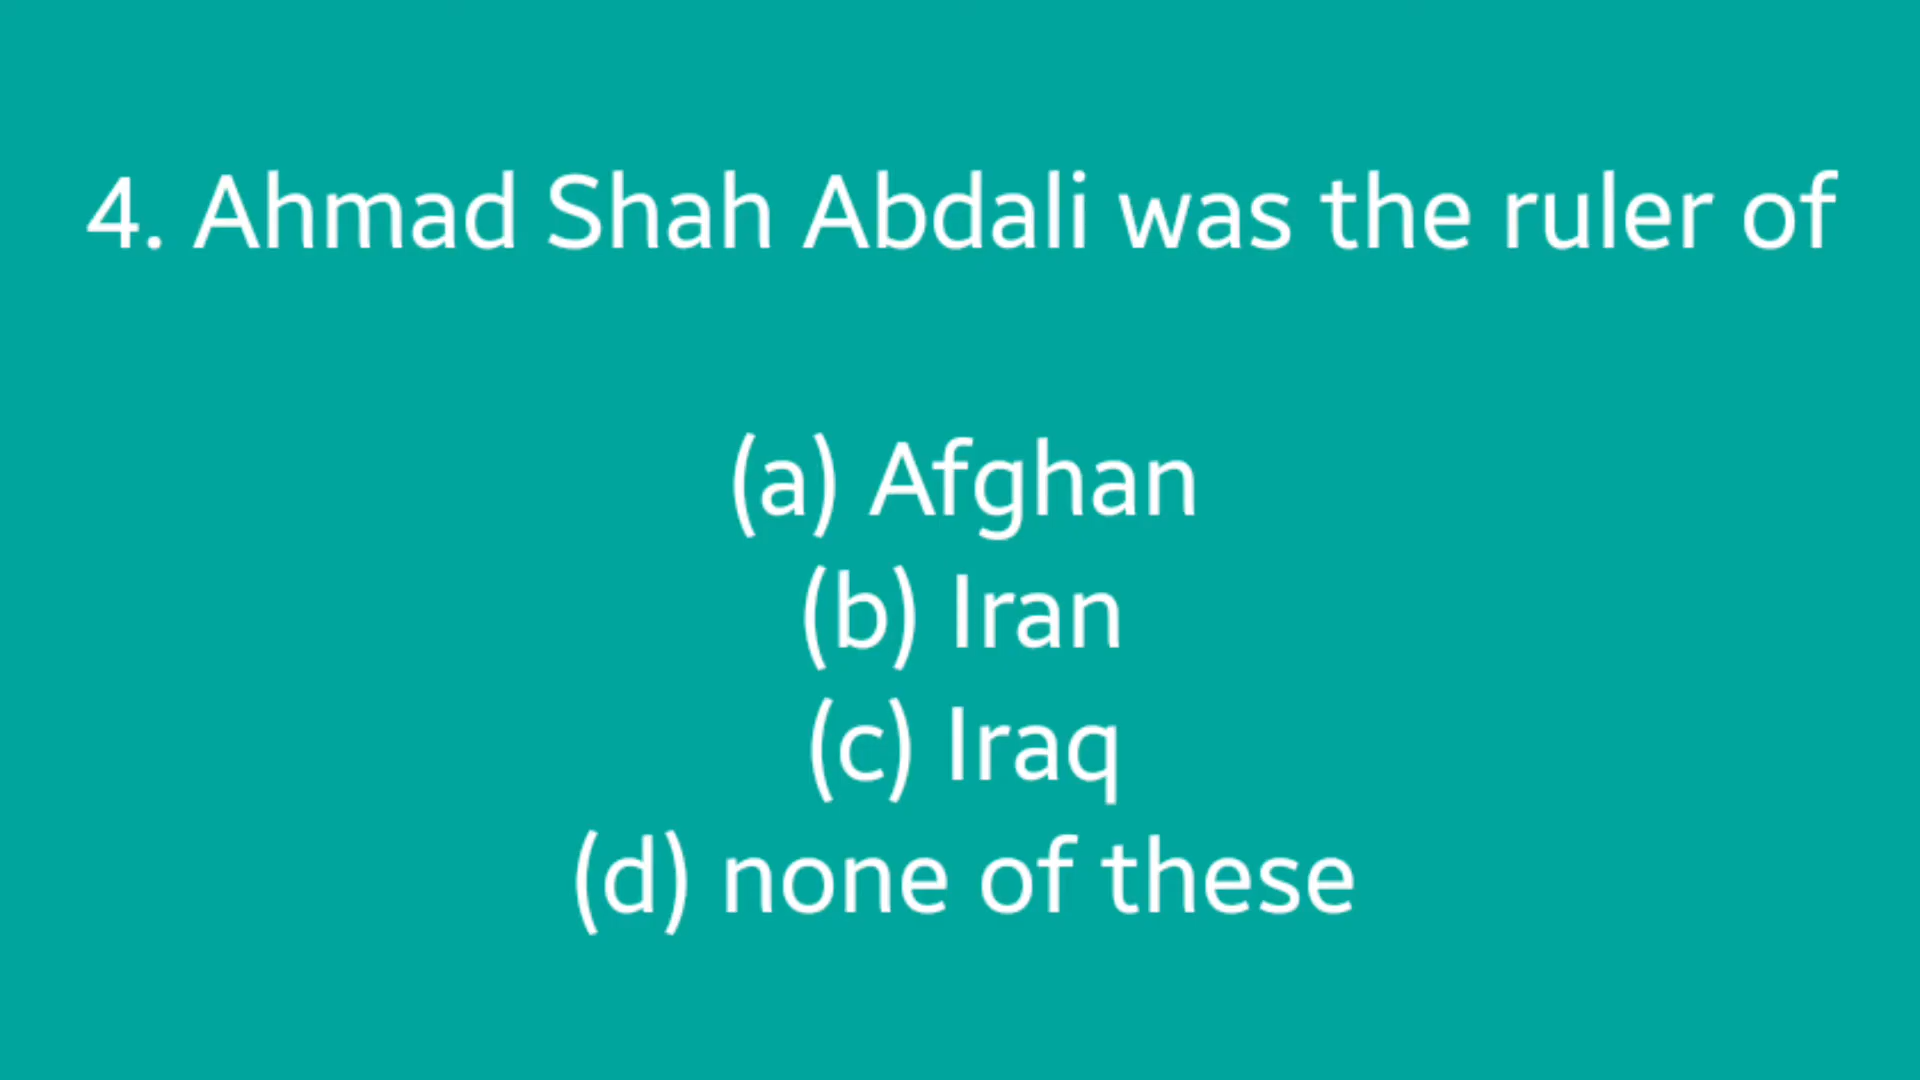 4. Ahmad Shah Abdali was the ruler of
(a) Afghan
(b) Iran
(c) Iraq
(d) none of these